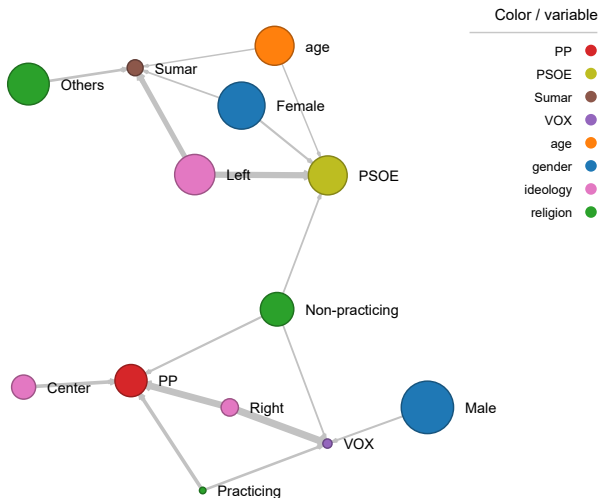 Color / variable
PP
PSOE
Sumar
VOX
age
gender
ideology
religion
age
Sumar
Others
Female
Left
PSOE
Non-practicing
PP
Center
Right
Male
VOX
Practicing